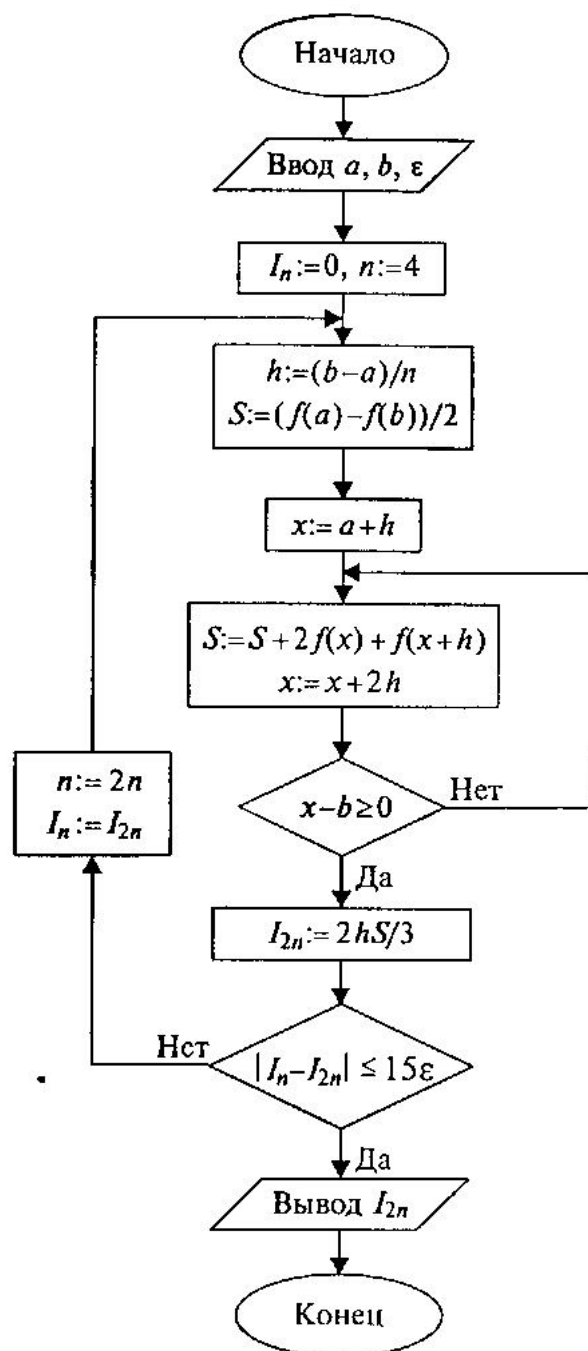 Начало
Ввод a, b, ε
Iₙ:=0, n:=4
h:=(b−a)/n
S:=(f(a)−f(b))/2
x:=a+h
S:=S+2f(x)+f(x+h)
x:=x+2h
n:=2n
Iₙ:=I₂ₙ
x−b≥0
Нет
Да
I₂ₙ:=2hS/3
Нет
|Iₙ−I₂ₙ| ≤ 15ε
Да
Вывод I₂ₙ
Конец